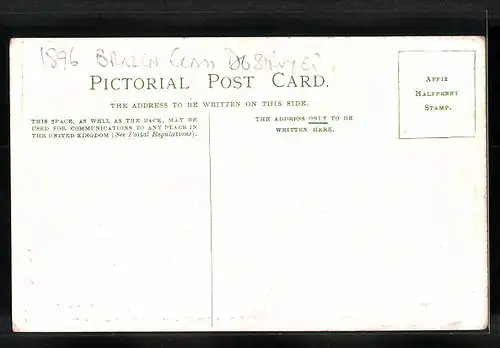 1896 BRAZEN Class
PICTORIAL POST CARD.
THE ADDRESS TO BE WRITTEN ON THIS SIDE.
THIS SPACE, AS WELL AS THE BACK, MAY BE
USED FOR COMMUNICATIONS TO ANY PLACE IN
THE UNITED KINGDOM (See Postal Regulations).
THE ADDRESS ONLY TO BE
WRITTEN HERE.
AFFIX
HALFPENNY
STAMP.